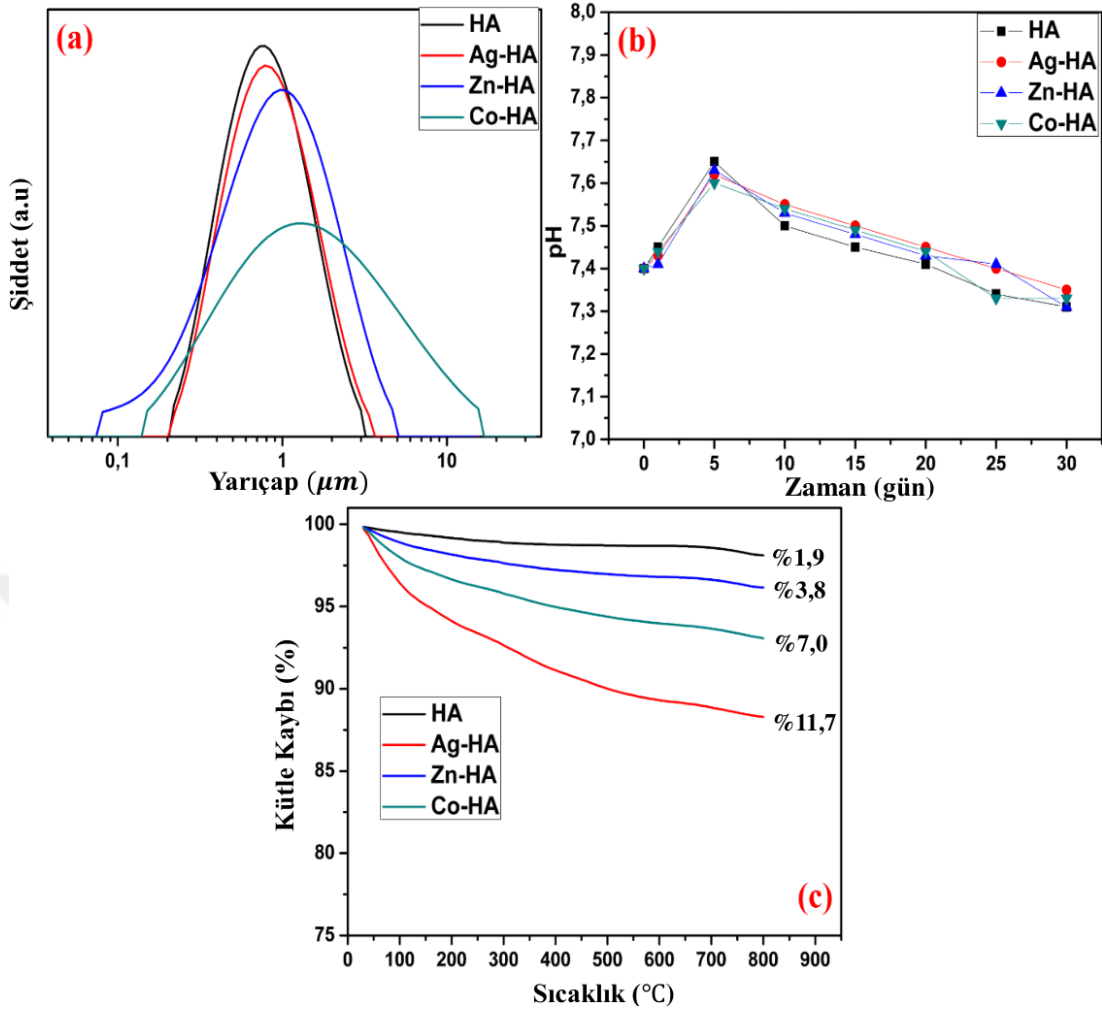 (a)
HA
Ag-HA
Zn-HA
Co-HA
Şiddet (a.u)
0,1
1
10
Yarıçap (μm)
(b)
HA
Ag-HA
Zn-HA
Co-HA
8,0
7,9
7,8
7,7
7,6
7,5
7,4
7,3
7,2
7,1
7,0
pH
0 5 10 15 20 25 30
Zaman (gün)
100
95
90
85
80
75
Kütle Kaybı (%)
%1,9
%3,8
%7,0
%11,7
HA
Ag-HA
Zn-HA
Co-HA
(c)
0 100 200 300 400 500 600 700 800 900
Sıcaklık (°C)